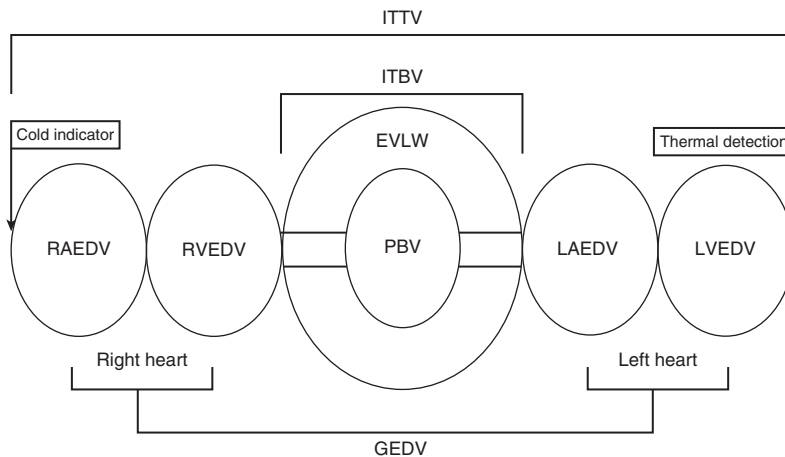 ITTV
ITBV
Cold indicator
EVLW
Thermal detection
RAEDV
RVEDV
PBV
LAEDV
LVEDV
Right heart
Left heart
GEDV